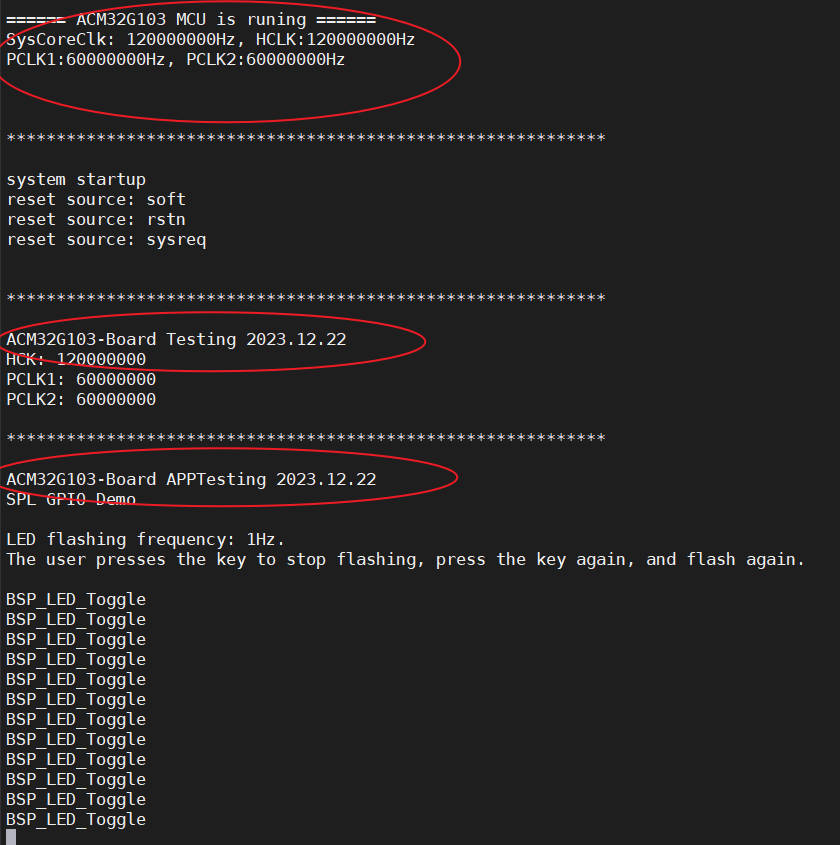 ====== ACM32G103 MCU is runing ======
SysCoreClk: 120000000Hz, HCLK:120000000Hz
PCLK1:60000000Hz, PCLK2:60000000Hz
************************************************************
system startup
reset source: soft
reset source: rstn
reset source: sysreq
************************************************************
ACM32G103-Board Testing 2023.12.22
HCK: 120000000
PCLK1: 60000000
PCLK2: 60000000
************************************************************
ACM32G103-Board APPTesting 2023.12.22
SPL GPIO Demo
LED flashing frequency: 1Hz.
The user presses the key to stop flashing, press the key again, and flash again.
BSP_LED_Toggle
BSP_LED_Toggle
BSP_LED_Toggle
BSP_LED_Toggle
BSP_LED_Toggle
BSP_LED_Toggle
BSP_LED_Toggle
BSP_LED_Toggle
BSP_LED_Toggle
BSP_LED_Toggle
BSP_LED_Toggle
BSP_LED_Toggle